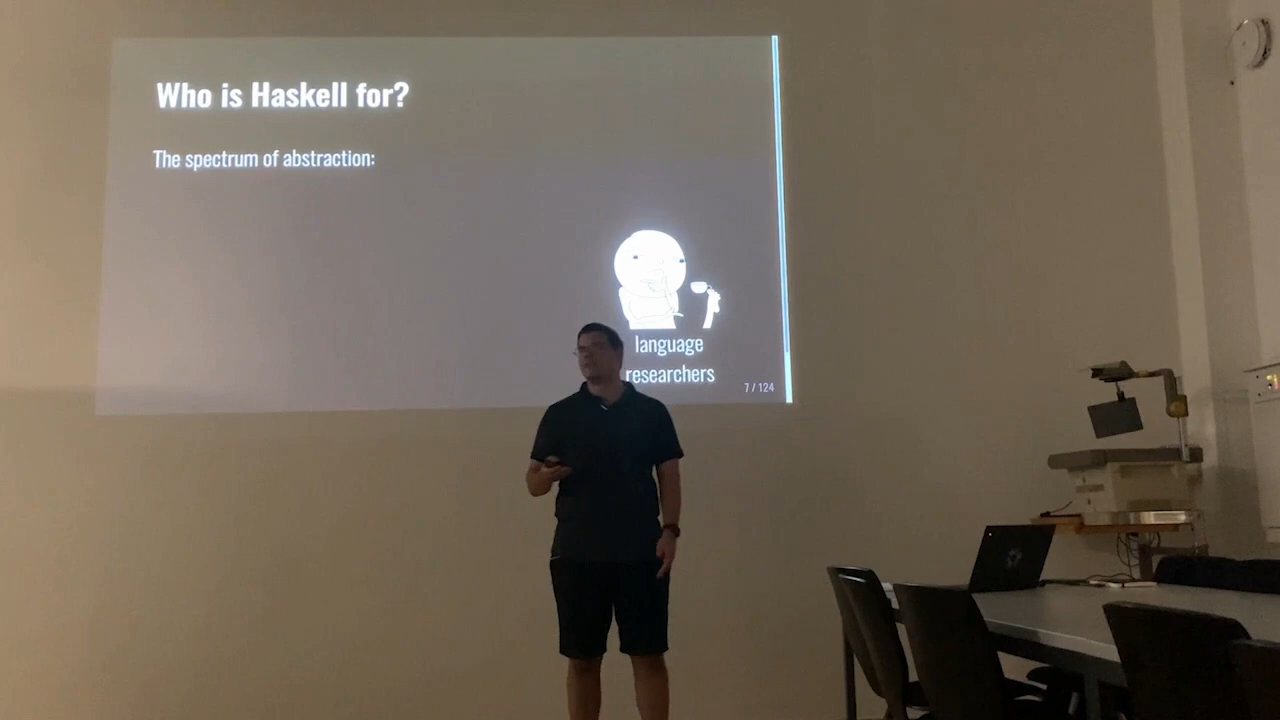 Who is Haskell for?
The spectrum of abstraction:
language
researchers
7 / 124